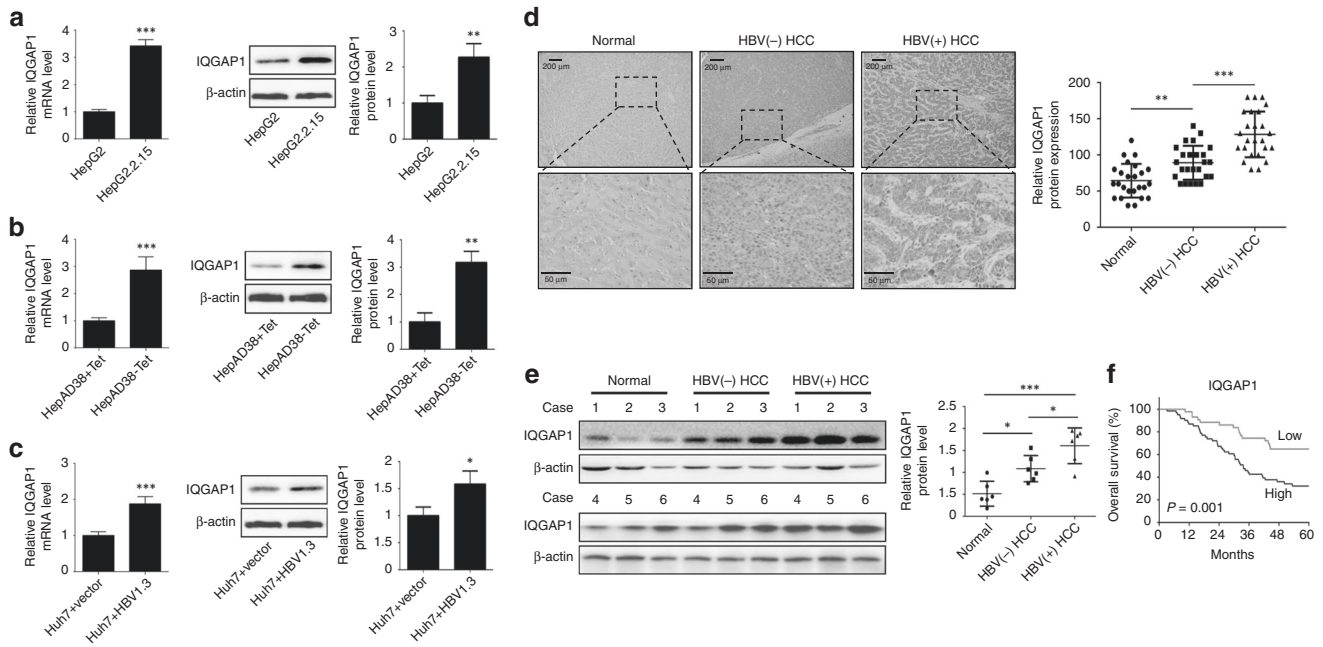 a
Relative IQGAP1
mRNA level
4
3
2
1
0
***
HepG2
HepG2.2.15
IQGAP1
β-actin
HepG2
HepG2.2.15
Relative IQGAP1
protein level
3
2
1
0
**
HepG2
HepG2.2.15
b
Relative IQGAP1
mRNA level
4
3
2
1
0
***
HepAD38+Tet
HepAD38-Tet
IQGAP1
β-actin
HepAD38+Tet
HepAD38-Tet
Relative IQGAP1
protein level
4
3
2
1
0
**
HepAD38+Tet
HepAD38-Tet
c
Relative IQGAP1
mRNA level
3
2
1
0
***
Huh7+vector
Huh7+HBV1.3
IQGAP1
β-actin
Huh7+vector
Huh7+HBV1.3
Relative IQGAP1
protein level
2
1.5
1
1.5
0
*
Huh7+vector
Huh7+HBV1.3
d
Normal
HBV(−) HCC
HBV(+) HCC
200 μm
200 μm
200 μm
50 μm
50 μm
50 μm
Relative IQGAP1
protein expression
200
150
100
50
0
**
***
Normal
HBV(−) HCC
HBV(+) HCC
e
Normal
HBV(−) HCC
HBV(+) HCC
Case
1 2 3 1 2 3 1 2 3
IQGAP1
β-actin
4 5 6 4 5 6 4 5 6
IQGAP1
β-actin
Relative IQGAP1
protein level
2
1.5
1
1.5
0
***
*
*
Normal
HBV(−) HCC
HBV(+) HCC
f
IQGAP1
Overall survival (%)
100
80
60
40
20
0
Low
High
P = 0.001
0 12 24 36 48 60
Months